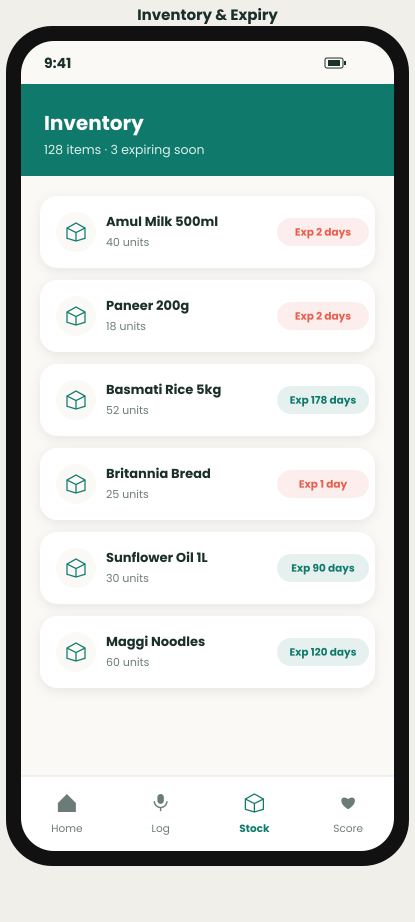 Inventory & Expiry
9:41
Inventory
128 items · 3 expiring soon
Amul Milk 500ml
40 units
Exp 2 days
Paneer 200g
18 units
Exp 2 days
Basmati Rice 5kg
52 units
Exp 178 days
Britannia Bread
25 units
Exp 1 day
Sunflower Oil 1L
30 units
Exp 90 days
Maggi Noodles
60 units
Exp 120 days
Home Log Stock Score